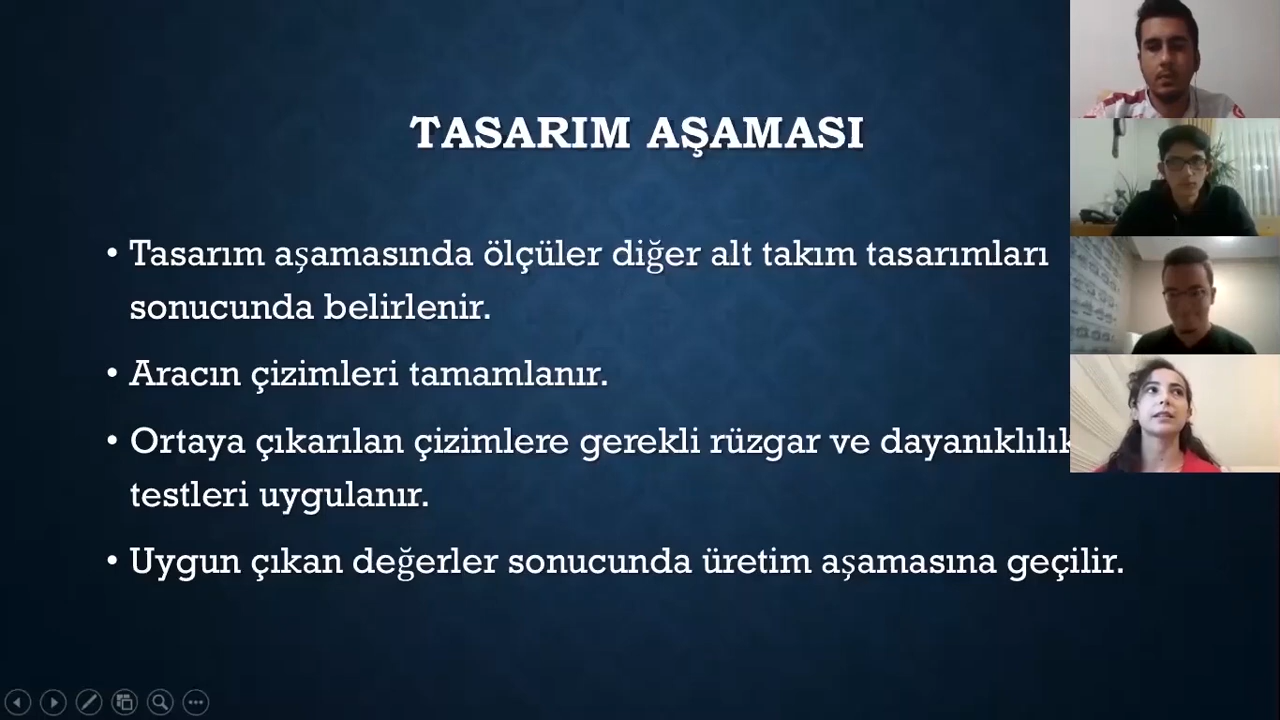 TASARIM AŞAMASI
• Tasarım aşamasında ölçüler diğer alt takım tasarımları
sonucunda belirlenir.
• Aracın çizimleri tamamlanır.
• Ortaya çıkarılan çizimlere gerekli rüzgar ve dayanıklılık
testleri uygulanır.
• Uygun çıkan değerler sonucunda üretim aşamasına geçilir.